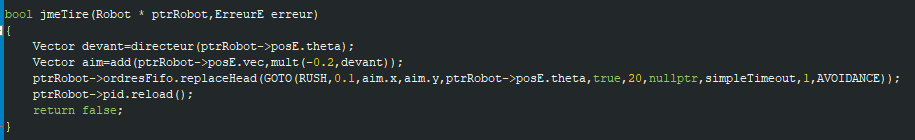 bool jmeTire(Robot * ptrRobot,ErreurE erreur)
{
Vector devant=directeur(ptrRobot->posE.theta);
Vector aim=add(ptrRobot->posE.vec,mult(-0.2,devant));
ptrRobot->ordresFifo.replaceHead(GOTO(RUSH,0.1,aim.x,aim.y,ptrRobot->posE.theta,true,20,nullptr,simpleTimeout,1,AVOIDANCE));
ptrRobot->pid.reload();
return false;
}